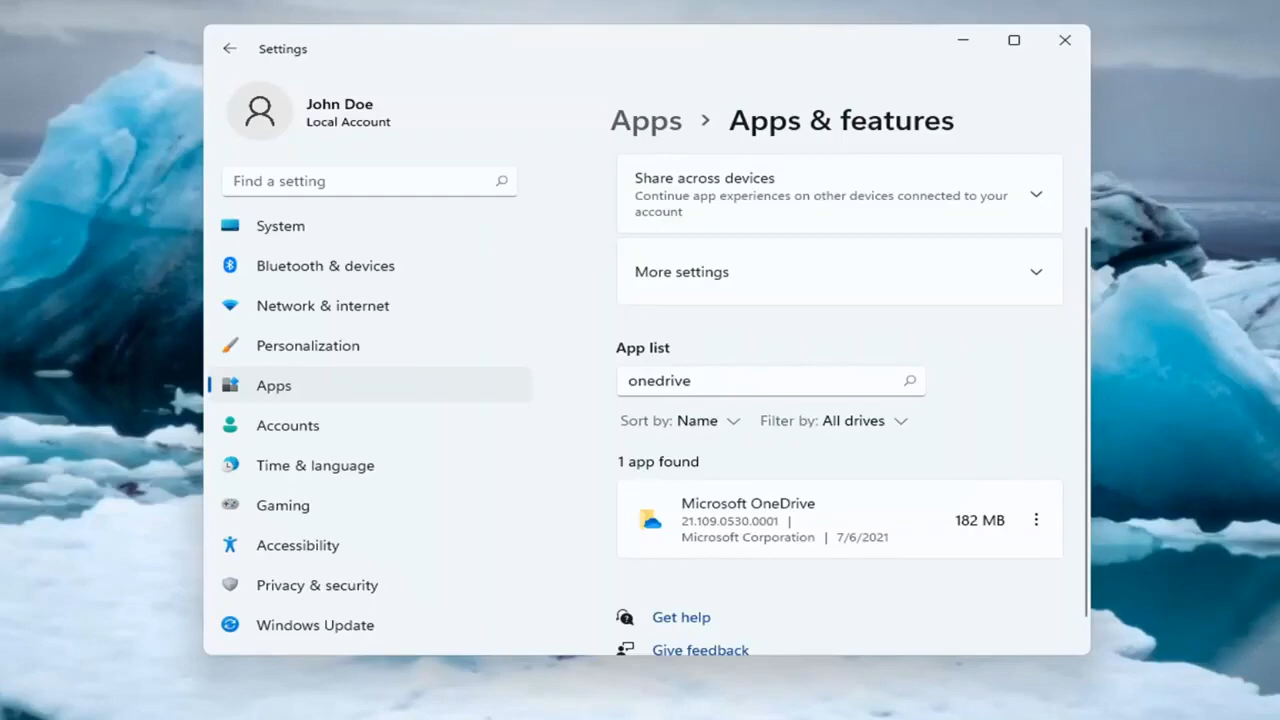 Settings
John Doe
Local Account
Find a setting
System
Bluetooth & devices
Network & internet
Personalization
Apps
Accounts
Time & language
Gaming
Accessibility
Privacy & security
Windows Update
Apps > Apps & features
Share across devices
Continue app experiences on other devices connected to your
account
More settings
App list
onedrive
Sort by: Name Filter by: All drives
1 app found
Microsoft OneDrive
21.109.0530.0001 |
Microsoft Corporation | 7/6/2021
182 MB
Get help
Give feedback